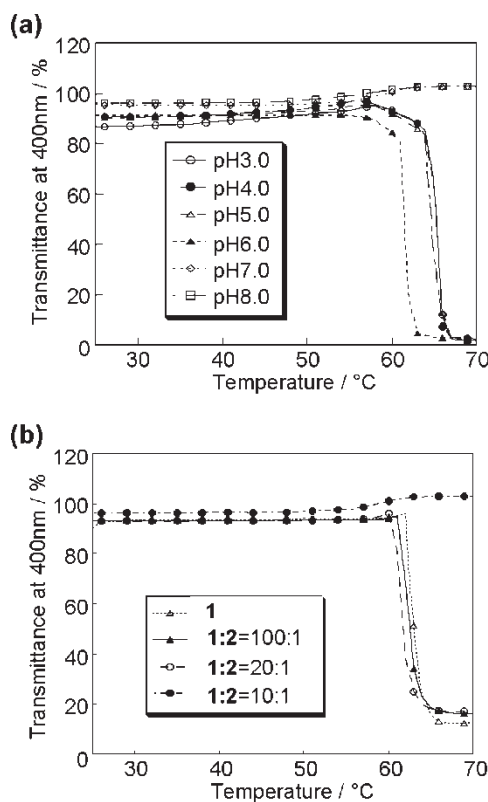 (a)
120
100
80
60
40
20
0
Transmittance at 400nm / %
pH3.0
pH4.0
pH5.0
pH6.0
pH7.0
pH8.0
30 40 50 60 70
Temperature / °C
(b)
120
100
80
60
40
20
0
Transmittance at 400nm / %
1
1:2=100:1
1:2=20:1
1:2=10:1
30 40 50 60 70
Temperature / °C